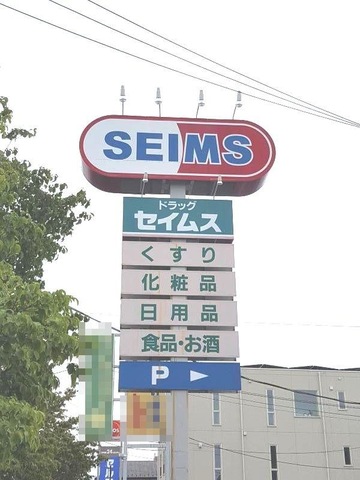 SEIMS
ドラッグ
セイムス
くすり
化粧品
日用品
食品・お酒
P